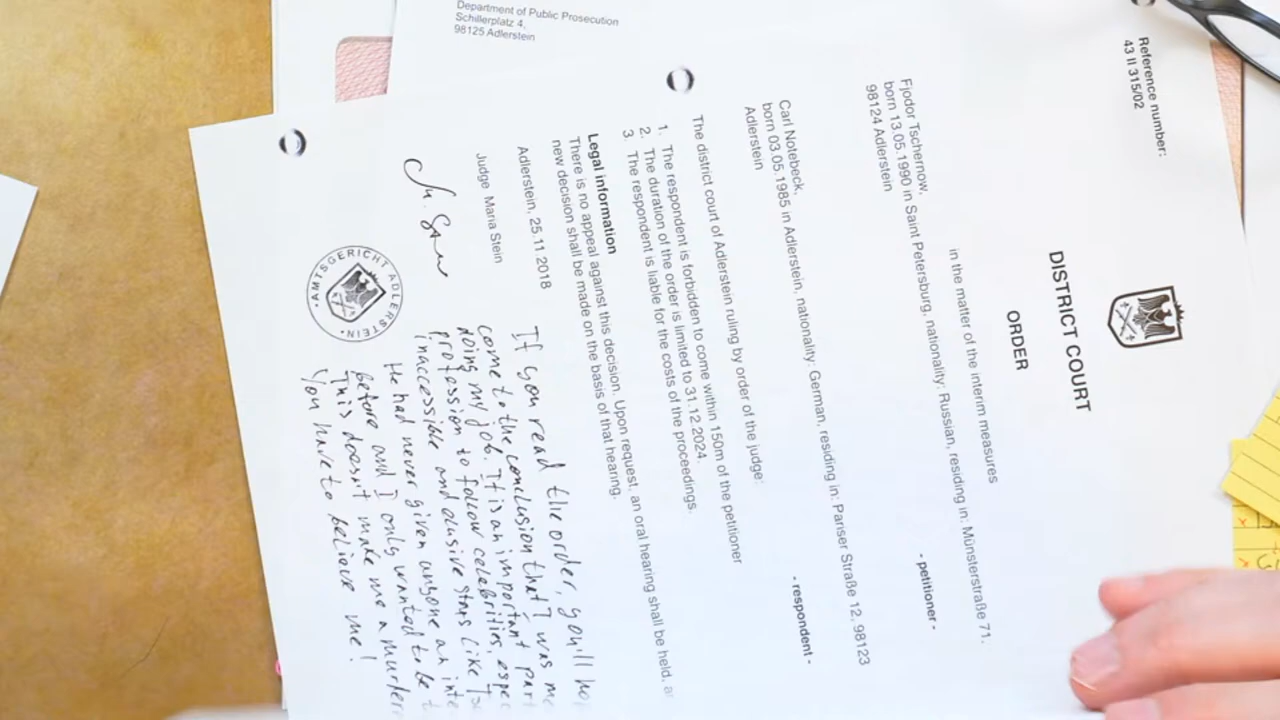 Department of Public Prosecution
Schillerplatz 4,
98125 Adlerstein
Reference number:
43 II 315/02
DISTRICT COURT
ORDER
in the matter of the interim measures
Fjodor Tschernow,
born 13.05.1990 in Saint Petersburg, nationality: Russian, residing in: Münsterstraße 71,
98124 Adlerstein
- petitioner -
Carl Notebeck,
born 03.05.1985 in Adlerstein, nationality: German, residing in: Pariser Straße 12, 98123
Adlerstein
- respondent -
The district court of Adlerstein ruling by order of the judge:
1. The respondent is forbidden to come within 150m of the petitioner
2. The duration of the order is limited to 31.12.2024.
3. The respondent is liable for the costs of the proceedings.
Legal information
There is no appeal against this decision. Upon request, an oral hearing shall be held, a
new decision shall be made on the basis of that hearing.
Adlerstein, 25.11.2018
Judge Maria Stein
M. Stein
AMTSGERICHT ADLERSTEIN
If you read the order, you'll
come to the conclusion that I was
doing my job. It is an important part
profession to follow celebrities,
inaccessible and elusive stars like
He had never given anyone an
before and I only wanted to be
This doesn't make me a murderer
You have to believe me!